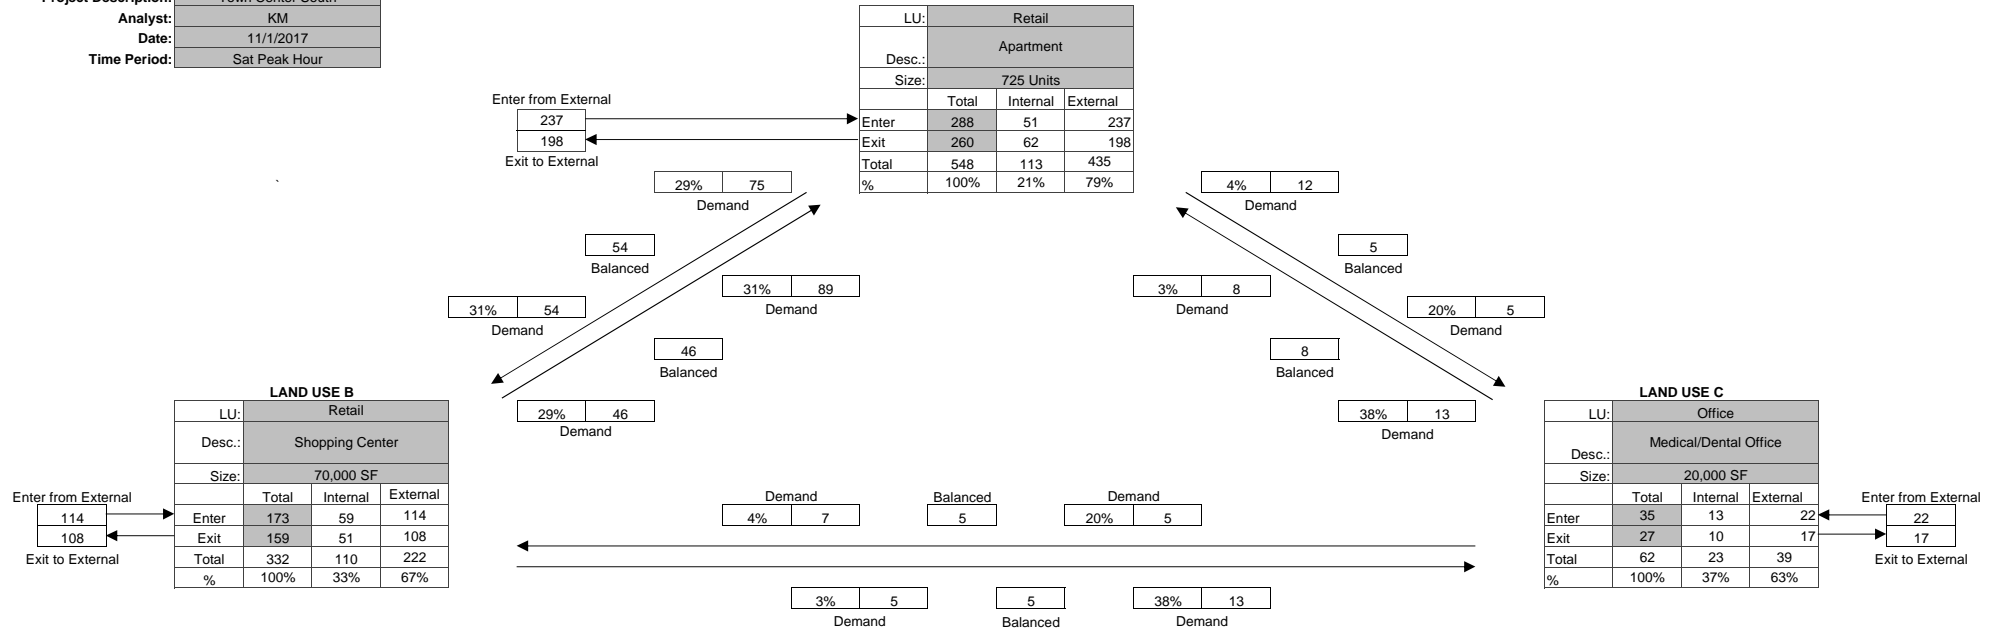 Project Description: Town Center South
Analyst: KM
Date: 11/1/2017
Time Period: Sat Peak Hour
LU: Retail
Desc.: Apartment
Size: 725 Units
Total Internal External
Enter 288 51 237
Exit 260 62 198
Total 548 113 435
% 100% 21% 79%
Enter from External
237
198
Exit to External
`
29% 75
Demand
4% 12
Demand
54
Balanced
5
Balanced
31% 89
Demand
3% 8
Demand
31% 54
Demand
20% 5
Demand
46
Balanced
8
Balanced
29% 46
Demand
38% 13
Demand
LAND USE B
LU: Retail
Desc.: Shopping Center
Size: 70,000 SF
Total Internal External
Enter 173 59 114
Exit 159 51 108
Total 332 110 222
% 100% 33% 67%
Enter from External
114
108
Exit to External
LAND USE C
LU: Office
Desc.: Medical/Dental Office
Size: 20,000 SF
Total Internal External
Enter 35 13 22
Exit 27 10 17
Total 62 23 39
% 100% 37% 63%
Enter from External
22
17
Exit to External
Demand Balanced Demand
4% 7 5 20% 5
3% 5 5 38% 13
Demand Balanced Demand